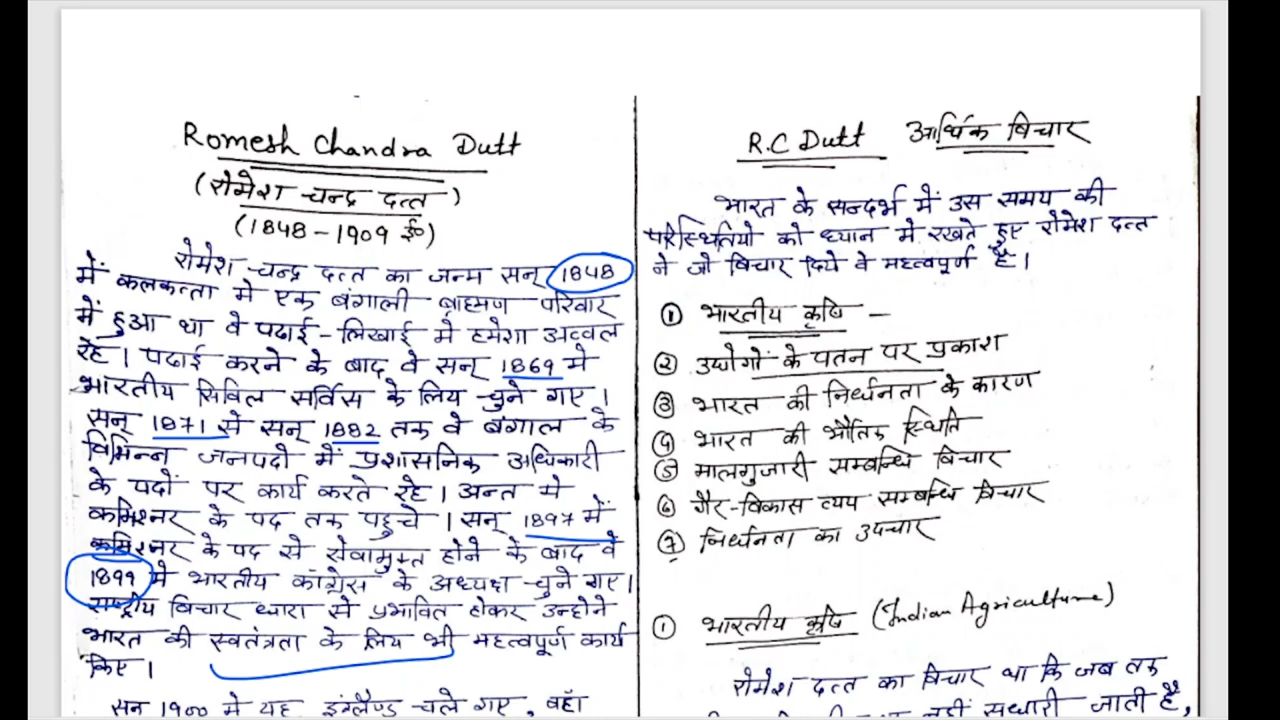 Romesh Chandra Dutt
(रोमेश चन्द्र दत्त)
(1848 - 1909 ई०)
रोमेश चन्द्र दत्त का जन्म सन् 1848
में कलकत्ता मे एक बंगाली ब्राह्मण परिवार
में हुआ था वे पढाई-लिखाई मे हमेशा अव्वल
रहे। पढाई करने के बाद वे सन् 1869 मे
भारतीय सिविल सर्विस के लिय चुने गए।
सन् 1871 से सन् 1882 तक वे बंगाल के
विभिन्न जनपदो में प्रशासनिक अधिकारी
के पदों पर कार्य करते रहे। अन्त मे
कमिश्नर के पद तक पहुचे। सन् 1897 में
कमिश्नर के पद से सेवामुक्त होने के बाद वे
1899 मे भारतीय कांग्रेस के अध्यक्ष चुने गए।
राष्ट्रीय विचार धारा से प्रभावित होकर उन्होने
भारत की स्वतंत्रता के लिय भी महत्वपूर्ण कार्य
किए।
सन 1900 मे यह इंग्लैण्ड चले गए, वहाँ
R.C Dutt आर्थिक विचार
भारत के सन्दर्भ में उस समय की
परिस्थितियो को ध्यान मे रखते हुए रोमेश दत्त
ने जो विचार दिये वे महत्वपूर्ण है।
① भारतीय कृषि -
② उद्योगों के पतन पर प्रकाश
③ भारत की निर्धनता के कारण
④ भारत की भौतिक स्थिति
⑤ मालगुजारी सम्बन्धि विचार
⑥ गैर-विकास व्यय सम्बन्धि विचार
⑦ निर्धनता का उपचार
① भारतीय कृषि (Indian Agriculture)
रोमेश दत्त का विचार था कि जब तक
नहीं सुधारी जाती है,